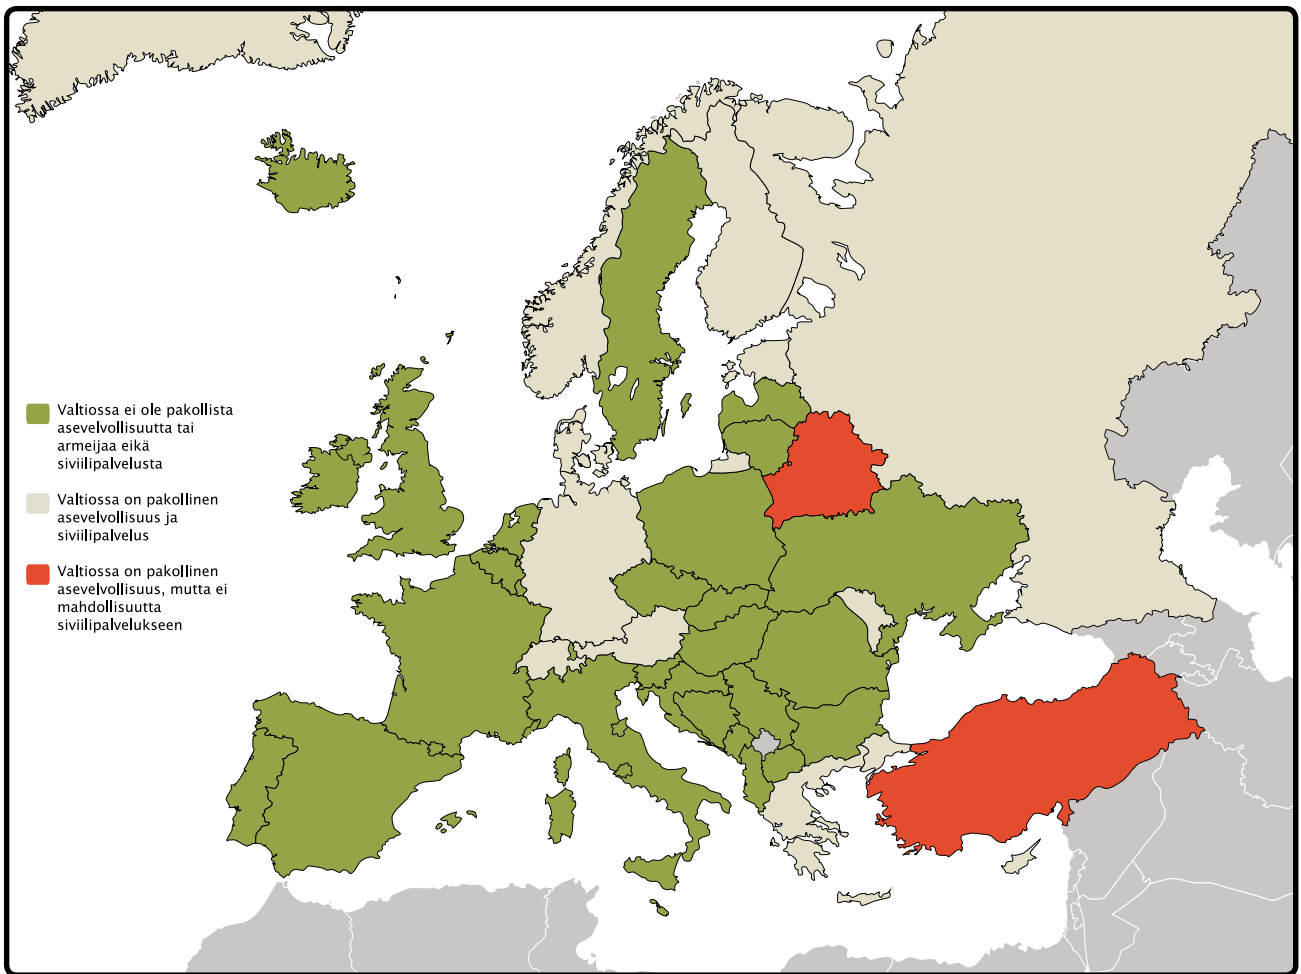 Valtiossa ei ole pakollista
asevelvollisuutta tai
armeijaa eikä
siviilipalvelusta
Valtiossa on pakollinen
asevelvollisuus ja
siviilipalvelus
Valtiossa on pakollinen
asevelvollisuus, mutta ei
mahdollisuutta
siviilipalvelukseen